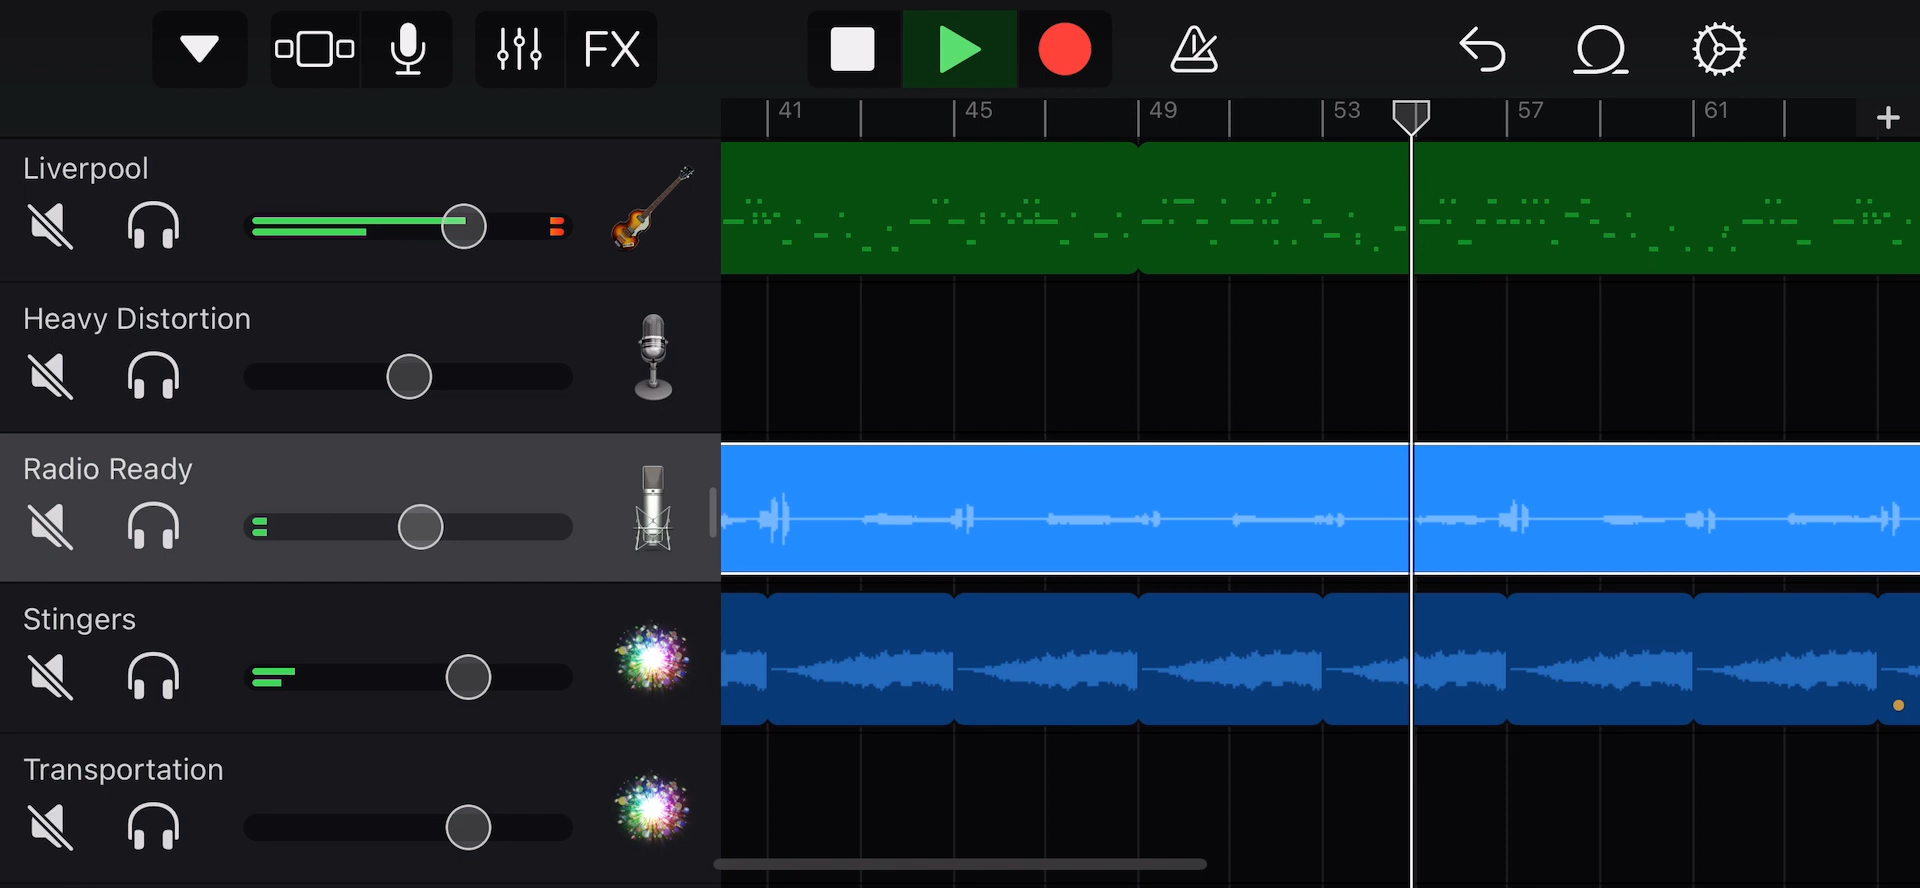 FX
41 45 49 53 57 61
Liverpool
Heavy Distortion
Radio Ready
Stingers
Transportation